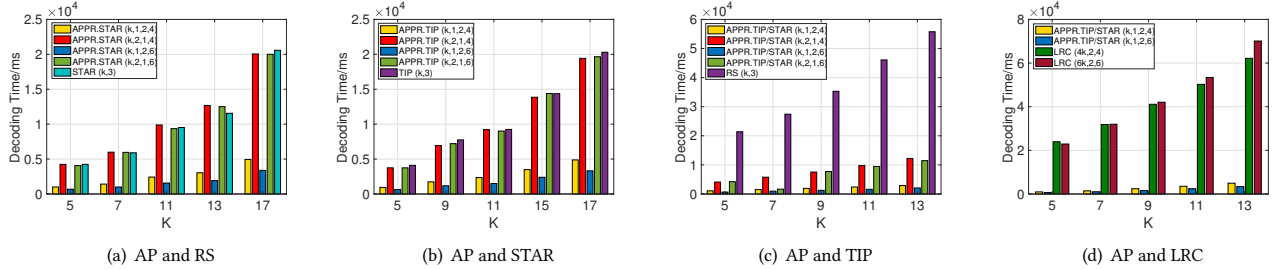 2.5 ×10^4
2
1.5
1
0.5
0
Decoding Time/ms
APPR.STAR (k,1,2,4)
APPR.STAR (k,2,1,4)
APPR.STAR (k,1,2,6)
APPR.STAR (k,2,1,6)
STAR (k,3)
5 7 11 13 17
K
(a) AP and RS
2.5 ×10^4
2
1.5
1
0.5
0
Decoding Time/ms
APPR.TIP (k,1,2,4)
APPR.TIP (k,2,1,4)
APPR.TIP (k,1,2,6)
APPR.TIP (k,2,1,6)
TIP (k,3)
5 9 11 15 17
K
(b) AP and STAR
6 ×10^4
5
4
3
2
1
0
Decoding Time/ms
APPR.TIP/STAR (k,1,2,4)
APPR.TIP/STAR (k,2,1,4)
APPR.TIP/STAR (k,1,2,6)
APPR.TIP/STAR (k,2,1,6)
RS (k,3)
5 7 9 11 13
K
(c) AP and TIP
8 ×10^4
6
4
2
0
Decoding Time/ms
APPR.TIP/STAR (k,1,2,4)
APPR.TIP/STAR (k,1,2,6)
LRC (4k,2,4)
LRC (6k,2,6)
5 7 9 11 13
K
(d) AP and LRC